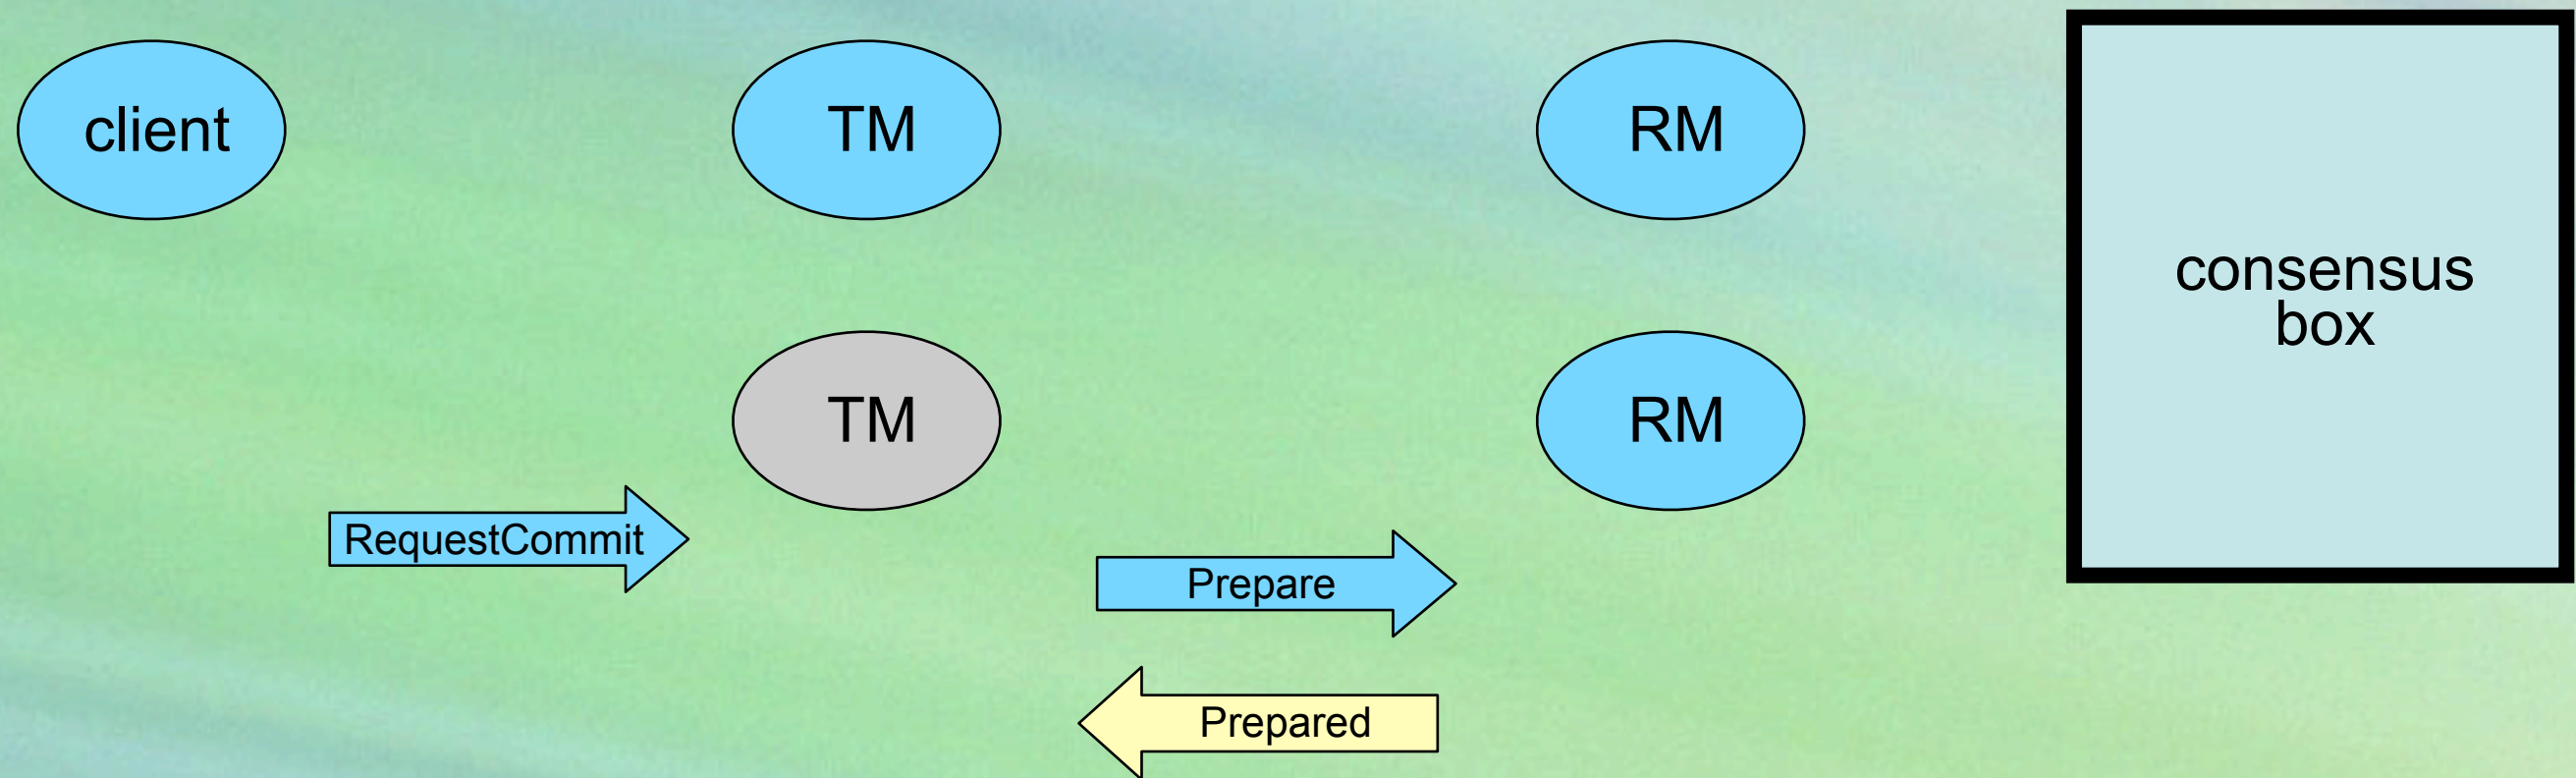 client
TM
RM
consensus
box
TM
RM
RequestCommit
Prepare
Prepared